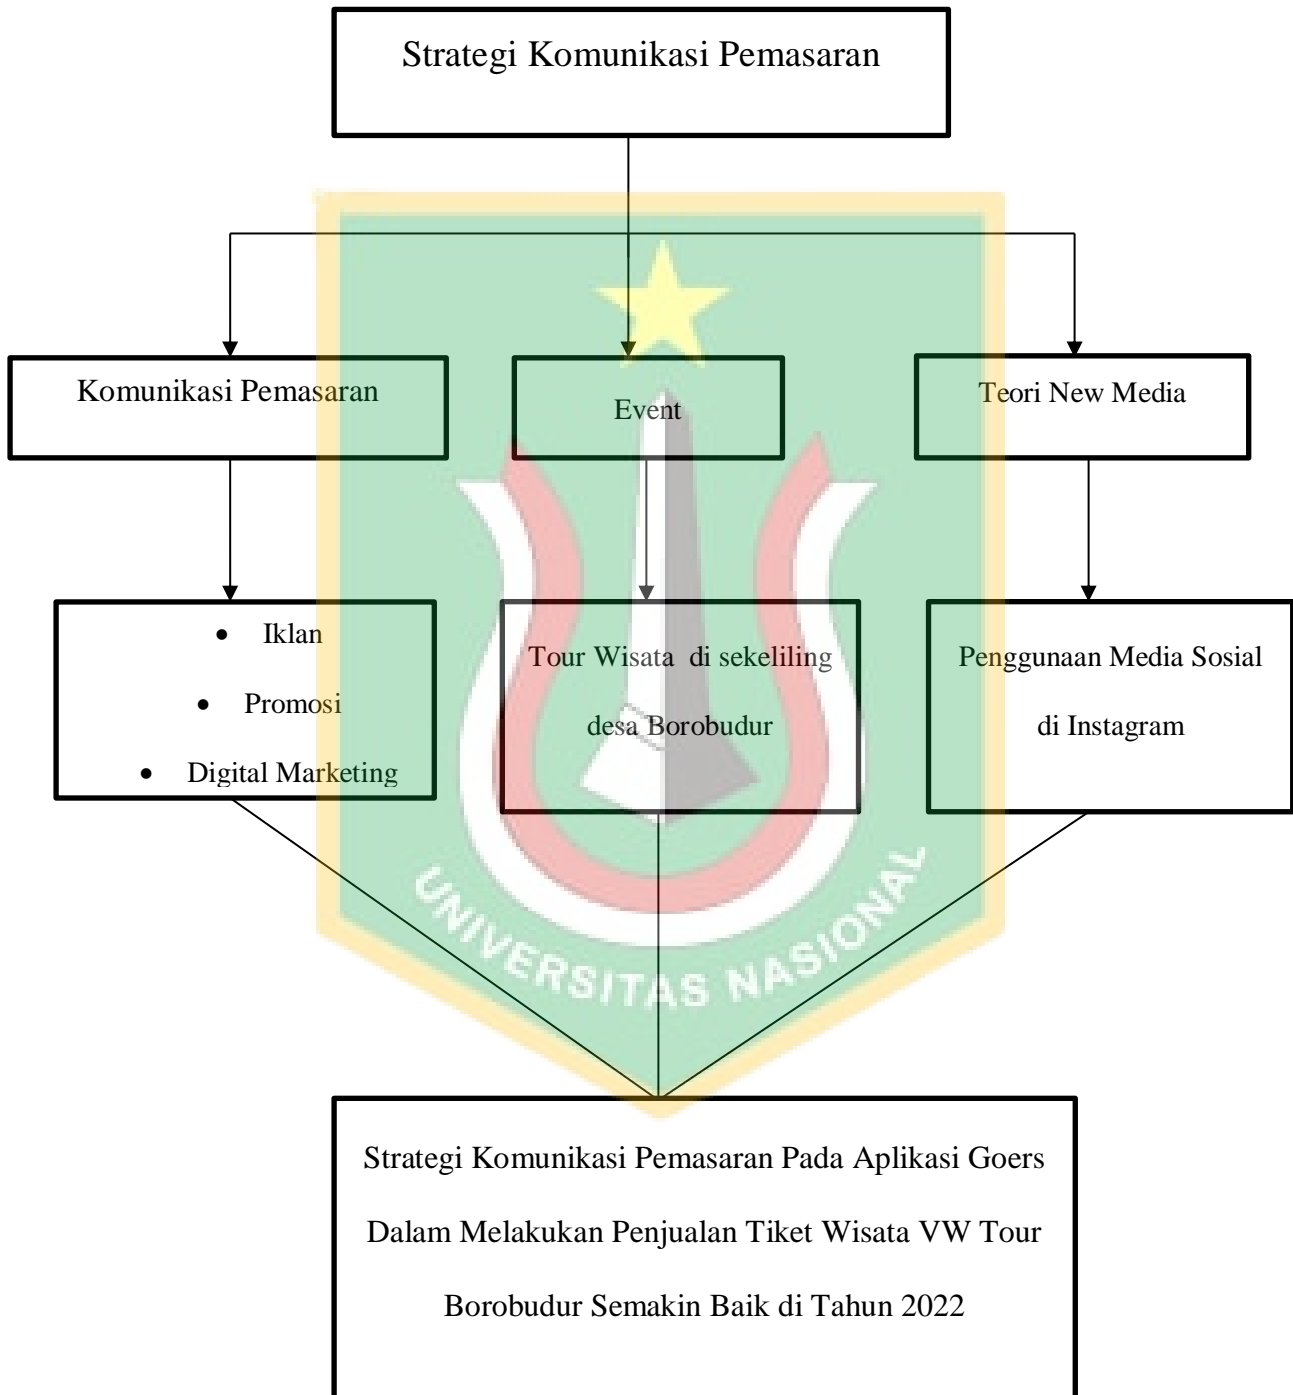 Strategi Komunikasi Pemasaran
Komunikasi Pemasaran
Event
Teori New Media
• Iklan
• Promosi
• Digital Marketing
Tour Wisata di sekeliling
desa Borobudur
Penggunaan Media Sosial
di Instagram
UNIVERSITAS NASIONAL
Strategi Komunikasi Pemasaran Pada Aplikasi Goers
Dalam Melakukan Penjualan Tiket Wisata VW Tour
Borobudur Semakin Baik di Tahun 2022